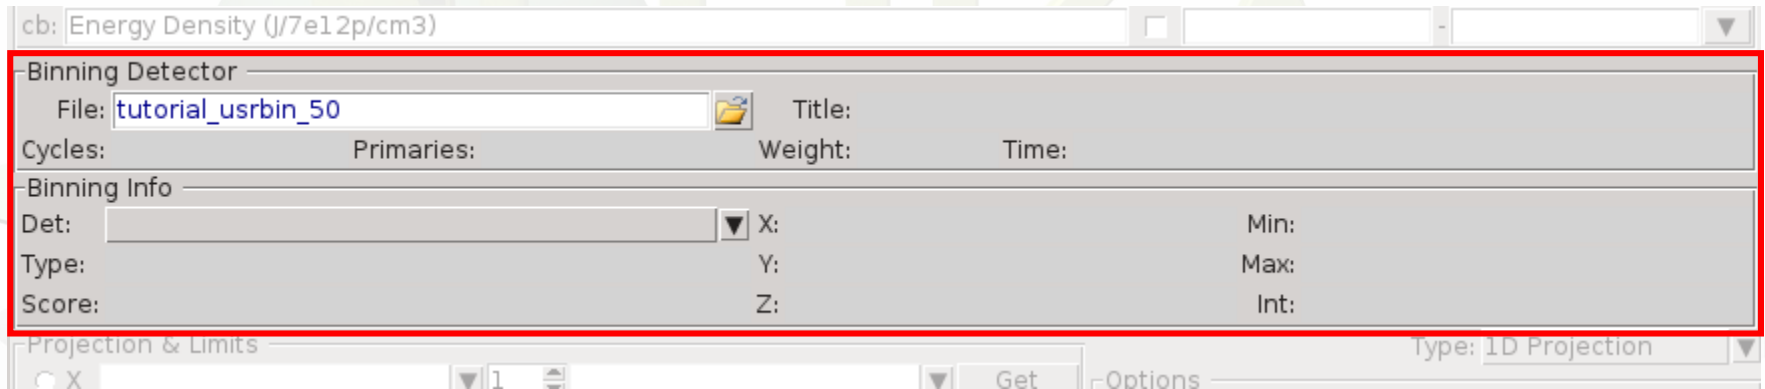 cb: Energy Density (J/7e12p/cm3) -
Binning Detector
File: tutorial_usrbin_50 Title:
Cycles: Primaries: Weight: Time:
Binning Info
Det: X: Min:
Type: Y: Max:
Score: Z: Int:
Projection & Limits Type: 1D Projection
X 1 Get Options